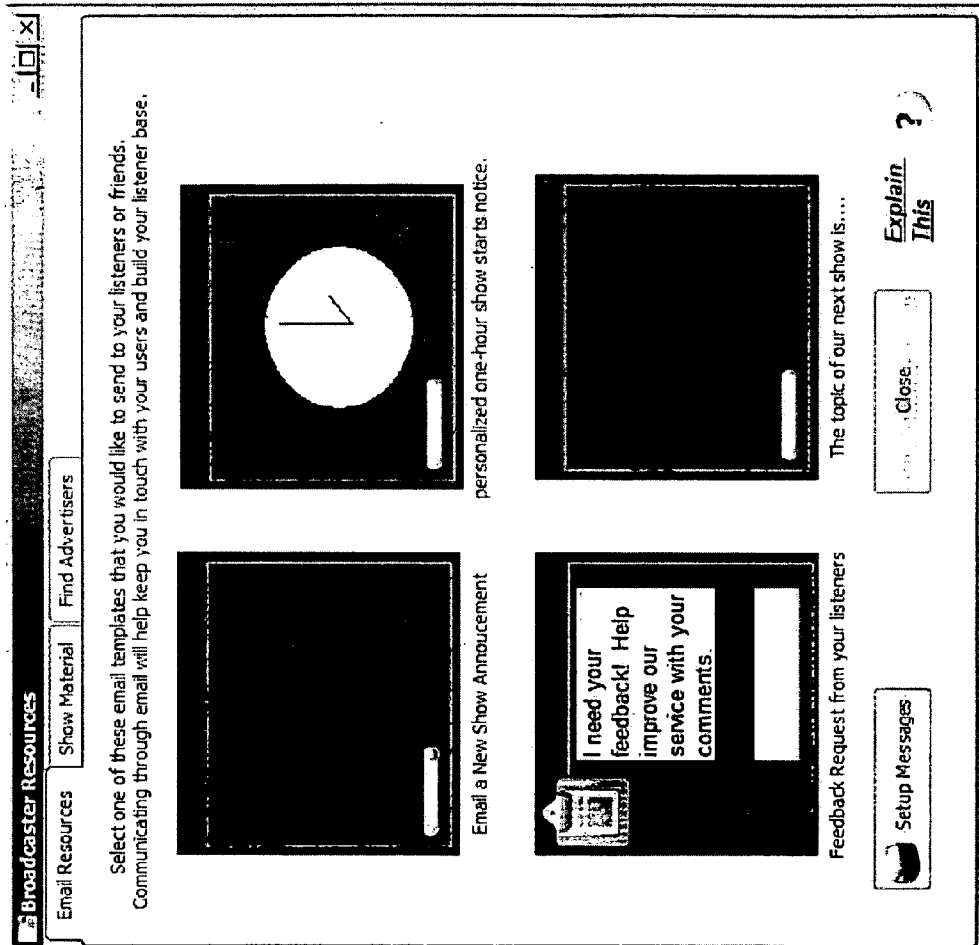 Broadcaster Resources
Email Resources
Show Material
Find Advertisers
Select one of these email templates that you would like to send to your listeners or friends.
Communicating through email will help keep you in touch with your users and build your listener base.
Email a New Show Annoucement
personalized one-hour show starts notice.
I need your
feedback! Help
improve our
service with your
comments.
Feedback Request from your listeners
The topic of our next show is.....
Setup Messages
Close
Explain
This
?